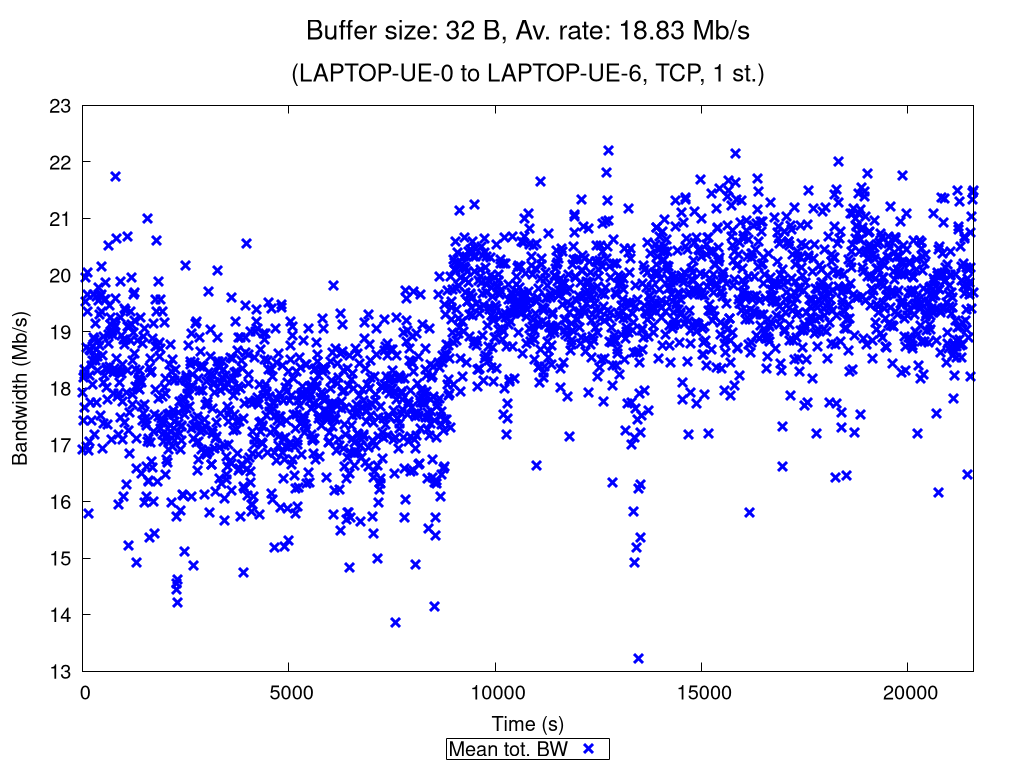 Buffer size: 32 B, Av. rate: 18.83 Mb/s
(LAPTOP-UE-0 to LAPTOP-UE-6, TCP, 1 st.)
23
22
21
20
19
18
17
16
15
14
13
Bandwidth (Mb/s)
0 5000 10000 15000 20000
Time (s)
Mean tot. BW